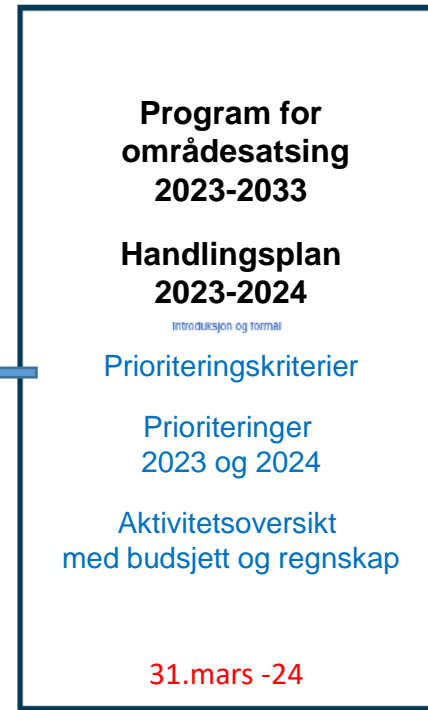 Program for
områdesatsing
2023-2033
Handlingsplan
2023-2024
Introduksjon og formål
Prioriteringskriterier
Prioriteringer
2023 og 2024
Aktivitetsoversikt
med budsjett og regnskap
31.mars -24